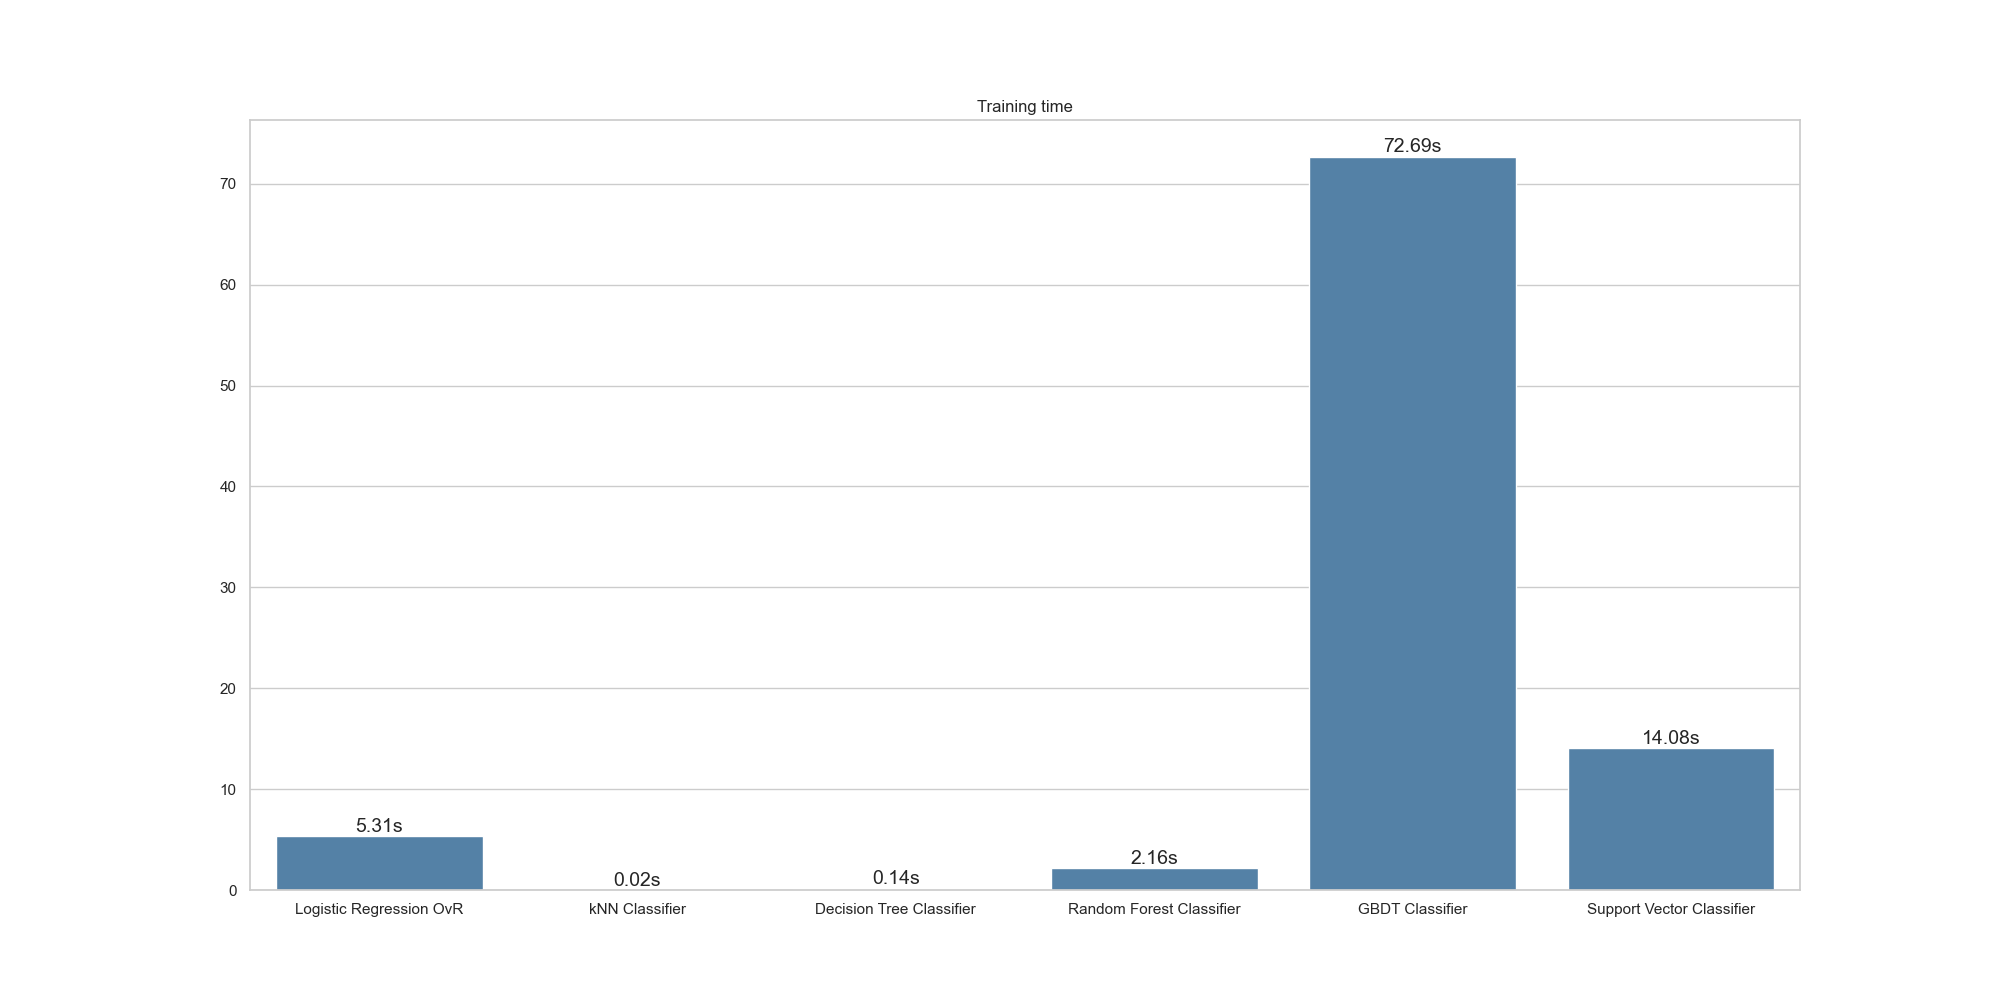 Training time
72.69s
70
60
50
40
30
20
14.08s
10
5.31s
2.16s
0.02s
0.14s
0
Logistic Regression OvR
kNN Classifier
Decision Tree Classifier
Random Forest Classifier
GBDT Classifier
Support Vector Classifier